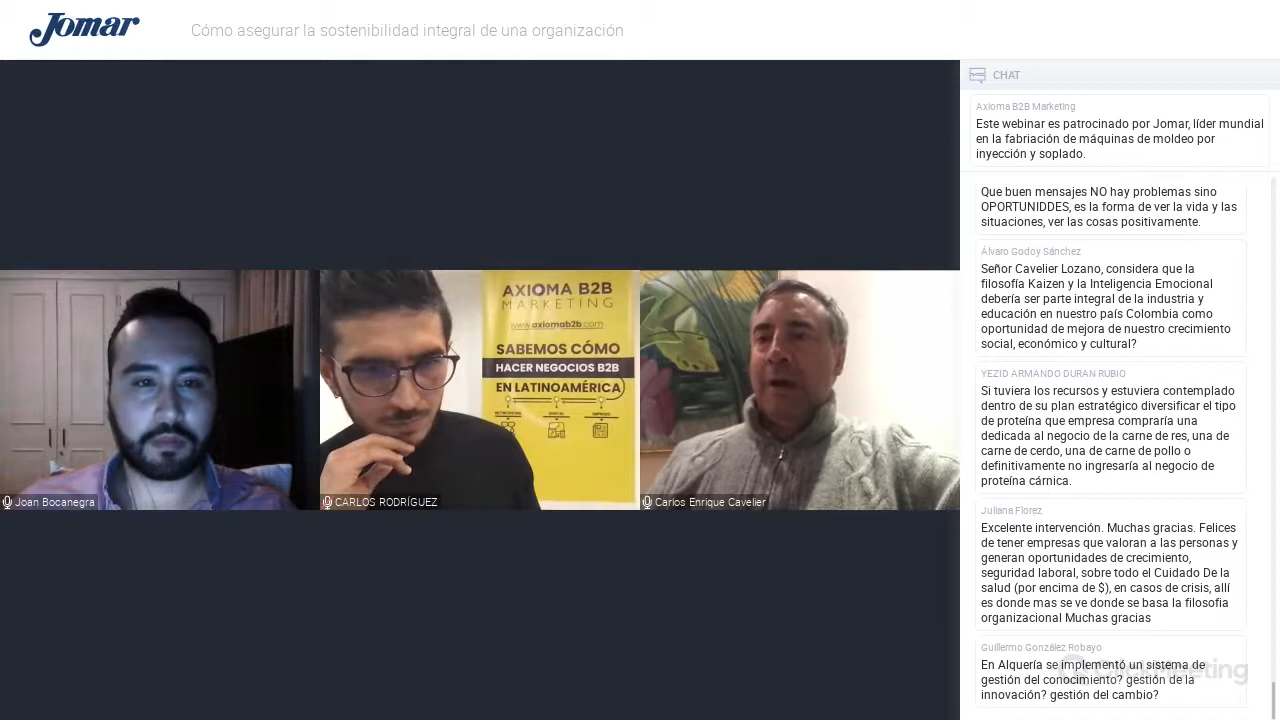 Jomar
Cómo asegurar la sostenibilidad integral de una organización
CHAT
Axioma B2B Marketing
Este webinar es patrocinado por Jomar, líder mundial
en la fabriación de máquinas de moldeo por
inyección y soplado.
Que buen mensajes NO hay problemas sino
OPORTUNIDDES, es la forma de ver la vida y las
situaciones, ver las cosas positivamente.
Álvaro Godoy Sánchez
Señor Cavelier Lozano, considera que la
filosofía Kaizen y la Inteligencia Emocional
debería ser parte integral de la industria y
educación en nuestro país Colombia como
oportunidad de mejora de nuestro crecimiento
social, económico y cultural?
YEZID ARMANDO DURAN RUBIO
Si tuviera los recursos y estuviera contemplado
dentro de su plan estratégico diversificar el tipo
de proteína que empresa compraría una
dedicada al negocio de la carne de res, una de
carne de cerdo, una de carne de pollo o
definitivamente no ingresaría al negocio de
proteína cárnica.
Juliana Florez
Excelente intervención. Muchas gracias. Felices
de tener empresas que valoran a las personas y
generan oportunidades de crecimiento,
seguridad laboral, sobre todo el Cuidado De la
salud (por encima de $), en casos de crisis, allí
es donde mas se ve donde se basa la filosofia
organizacional Muchas gracias
Guillermo González Robayo
En Alquería se implementó un sistema de
gestión del conocimiento? gestión de la
innovación? gestión del cambio?
ClickMeeting
AXIOMA B2B
MARKETING
www.axiomab2b.com
SABEMOS CÓMO
HACER NEGOCIOS B2B
EN LATINOAMÉRICA
Joan Bocanegra
CARLOS RODRÍGUEZ
Carlos Enrique Cavelier